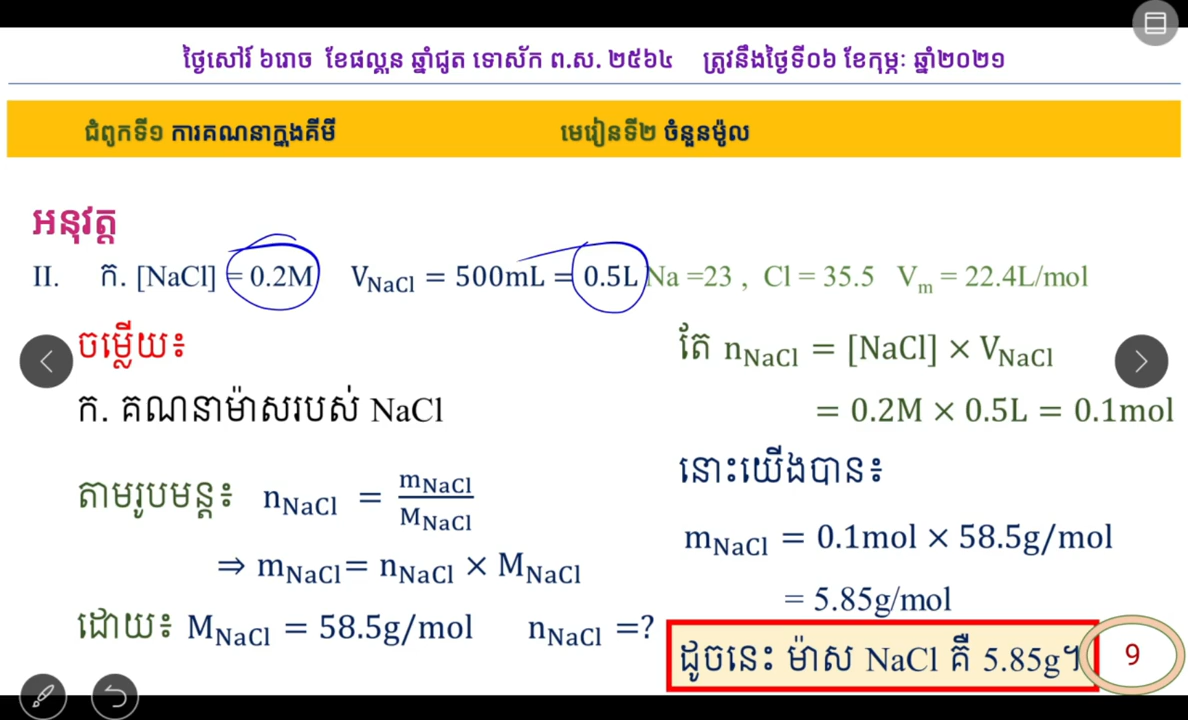 ថ្ងៃសៅរ៍ ៦រោច ខែផល្គុន ឆ្នាំជូត ទោស័ក ព.ស. ២៥៦៤ ត្រូវនឹងថ្ងៃទី០៦ ខែកុម្ភៈ ឆ្នាំ២០២១
ជំពូកទី១ ការគណនាក្នុងគីមី មេរៀនទី២ ចំនួនម៉ូល
អនុវត្ត
II. ក. [NaCl] = 0.2M V_NaCl = 500mL = 0.5L Na =23 , Cl = 35.5 V_m = 22.4L/mol
ចម្លើយ៖
ក. គណនាម៉ាសរបស់ NaCl
តាមរូបមន្ត៖ n_NaCl = m_NaCl / M_NaCl
⇒ m_NaCl = n_NaCl × M_NaCl
ដោយ៖ M_NaCl = 58.5g/mol n_NaCl =?
តែ n_NaCl = [NaCl] × V_NaCl
= 0.2M × 0.5L = 0.1mol
នោះយើងបាន៖
m_NaCl = 0.1mol × 58.5g/mol
= 5.85g/mol
ដូចនេះ ម៉ាស NaCl គឺ 5.85g។
9